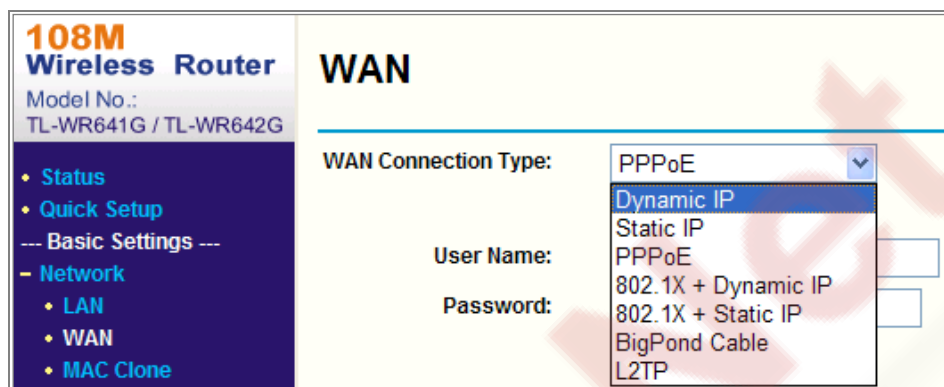 108M
Wireless Router
Model No.:
TL-WR641G / TL-WR642G
• Status
• Quick Setup
--- Basic Settings ---
– Network
• LAN
• WAN
• MAC Clone
WAN
WAN Connection Type: PPPoE
Dynamic IP
Static IP
User Name: PPPoE
802.1X + Dynamic IP
Password: 802.1X + Static IP
BigPond Cable
L2TP